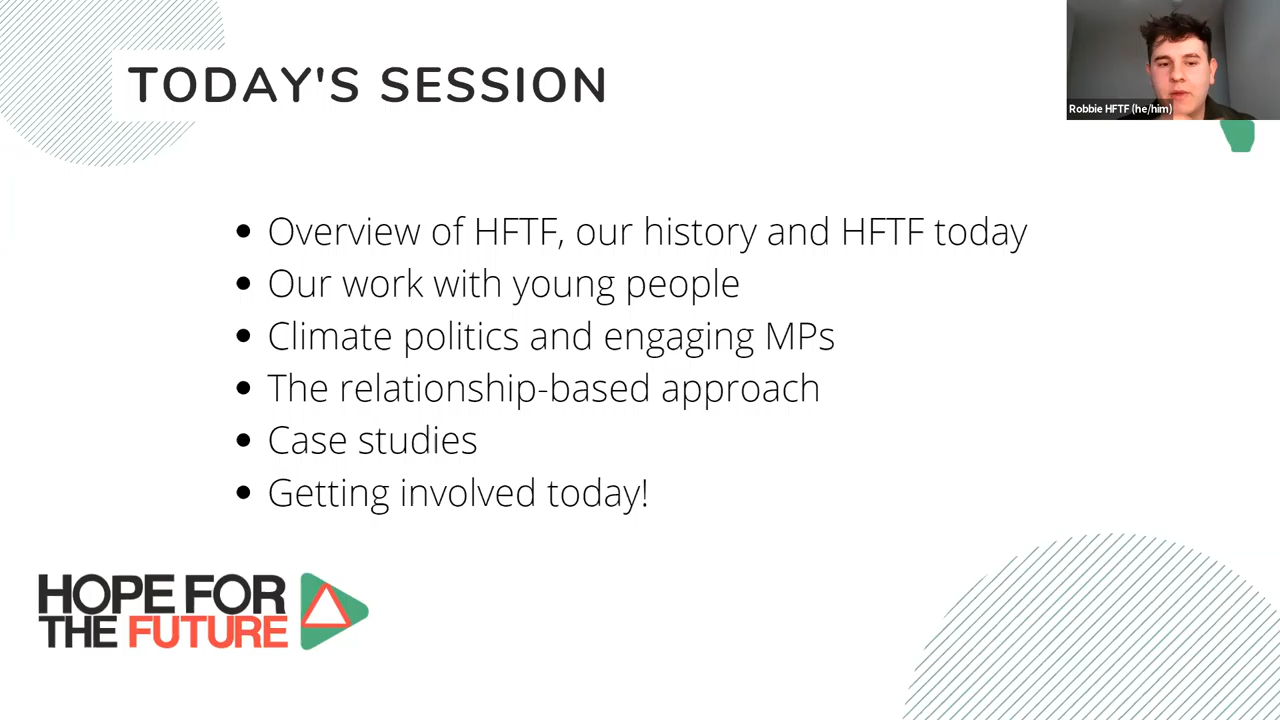 TODAY'S SESSION
Robbie HFTF (he/him)
Overview of HFTF, our history and HFTF today
Our work with young people
Climate politics and engaging MPs
The relationship-based approach
Case studies
Getting involved today!
HOPE FOR
THE FUTURE